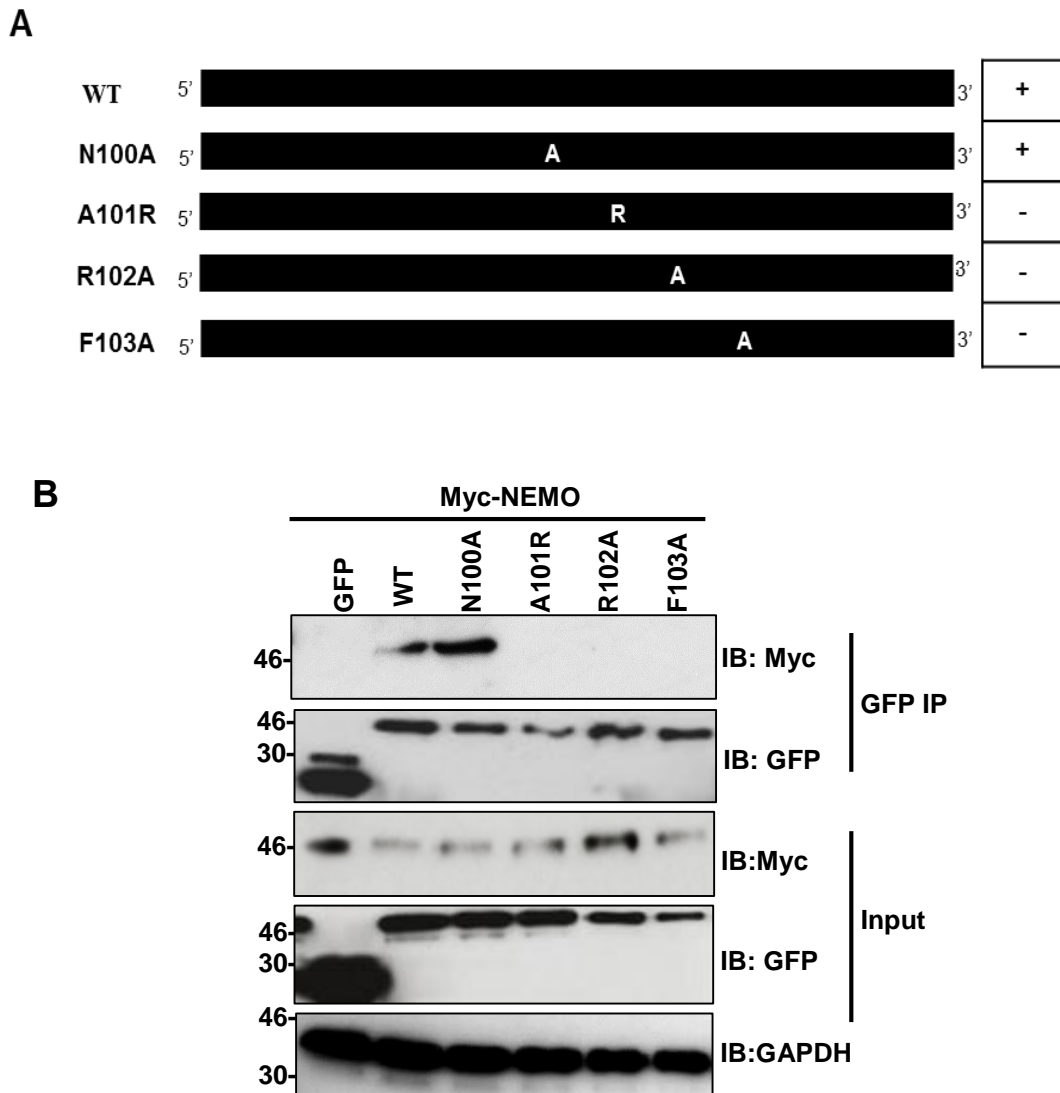 A
WT 5' 3' +
N100A 5' A 3' +
A101R 5' R 3' -
R102A 5' A 3' -
F103A 5' A 3' -
B
Myc-NEMO
GFP WT N100A A101R R102A F103A
46- IB: Myc
GFP IP
46-
30- IB: GFP
46- IB:Myc
Input
46-
30- IB: GFP
46-
IB:GAPDH
30-